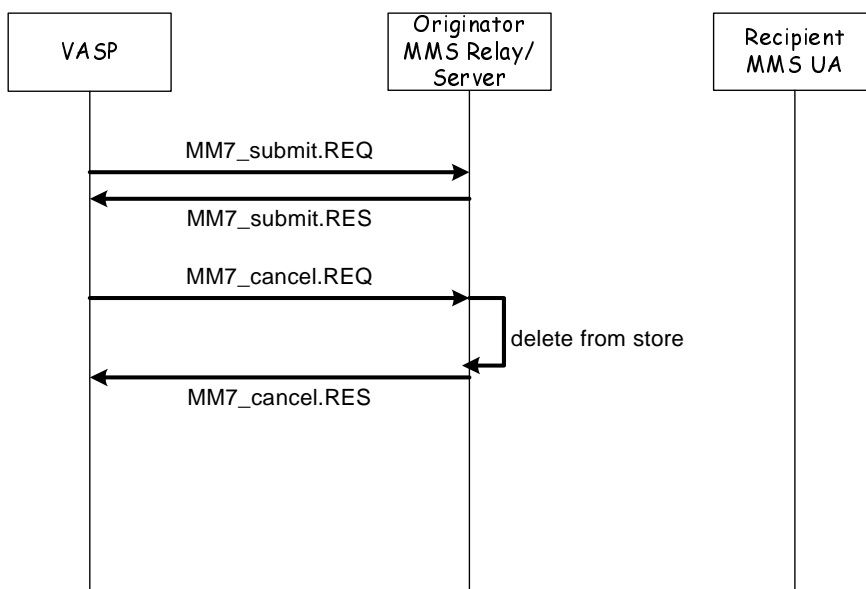 VASP
Originator
MMS Relay/
Server
Recipient
MMS UA
MM7_submit.REQ
MM7_submit.RES
MM7_cancel.REQ
delete from store
MM7_cancel.RES